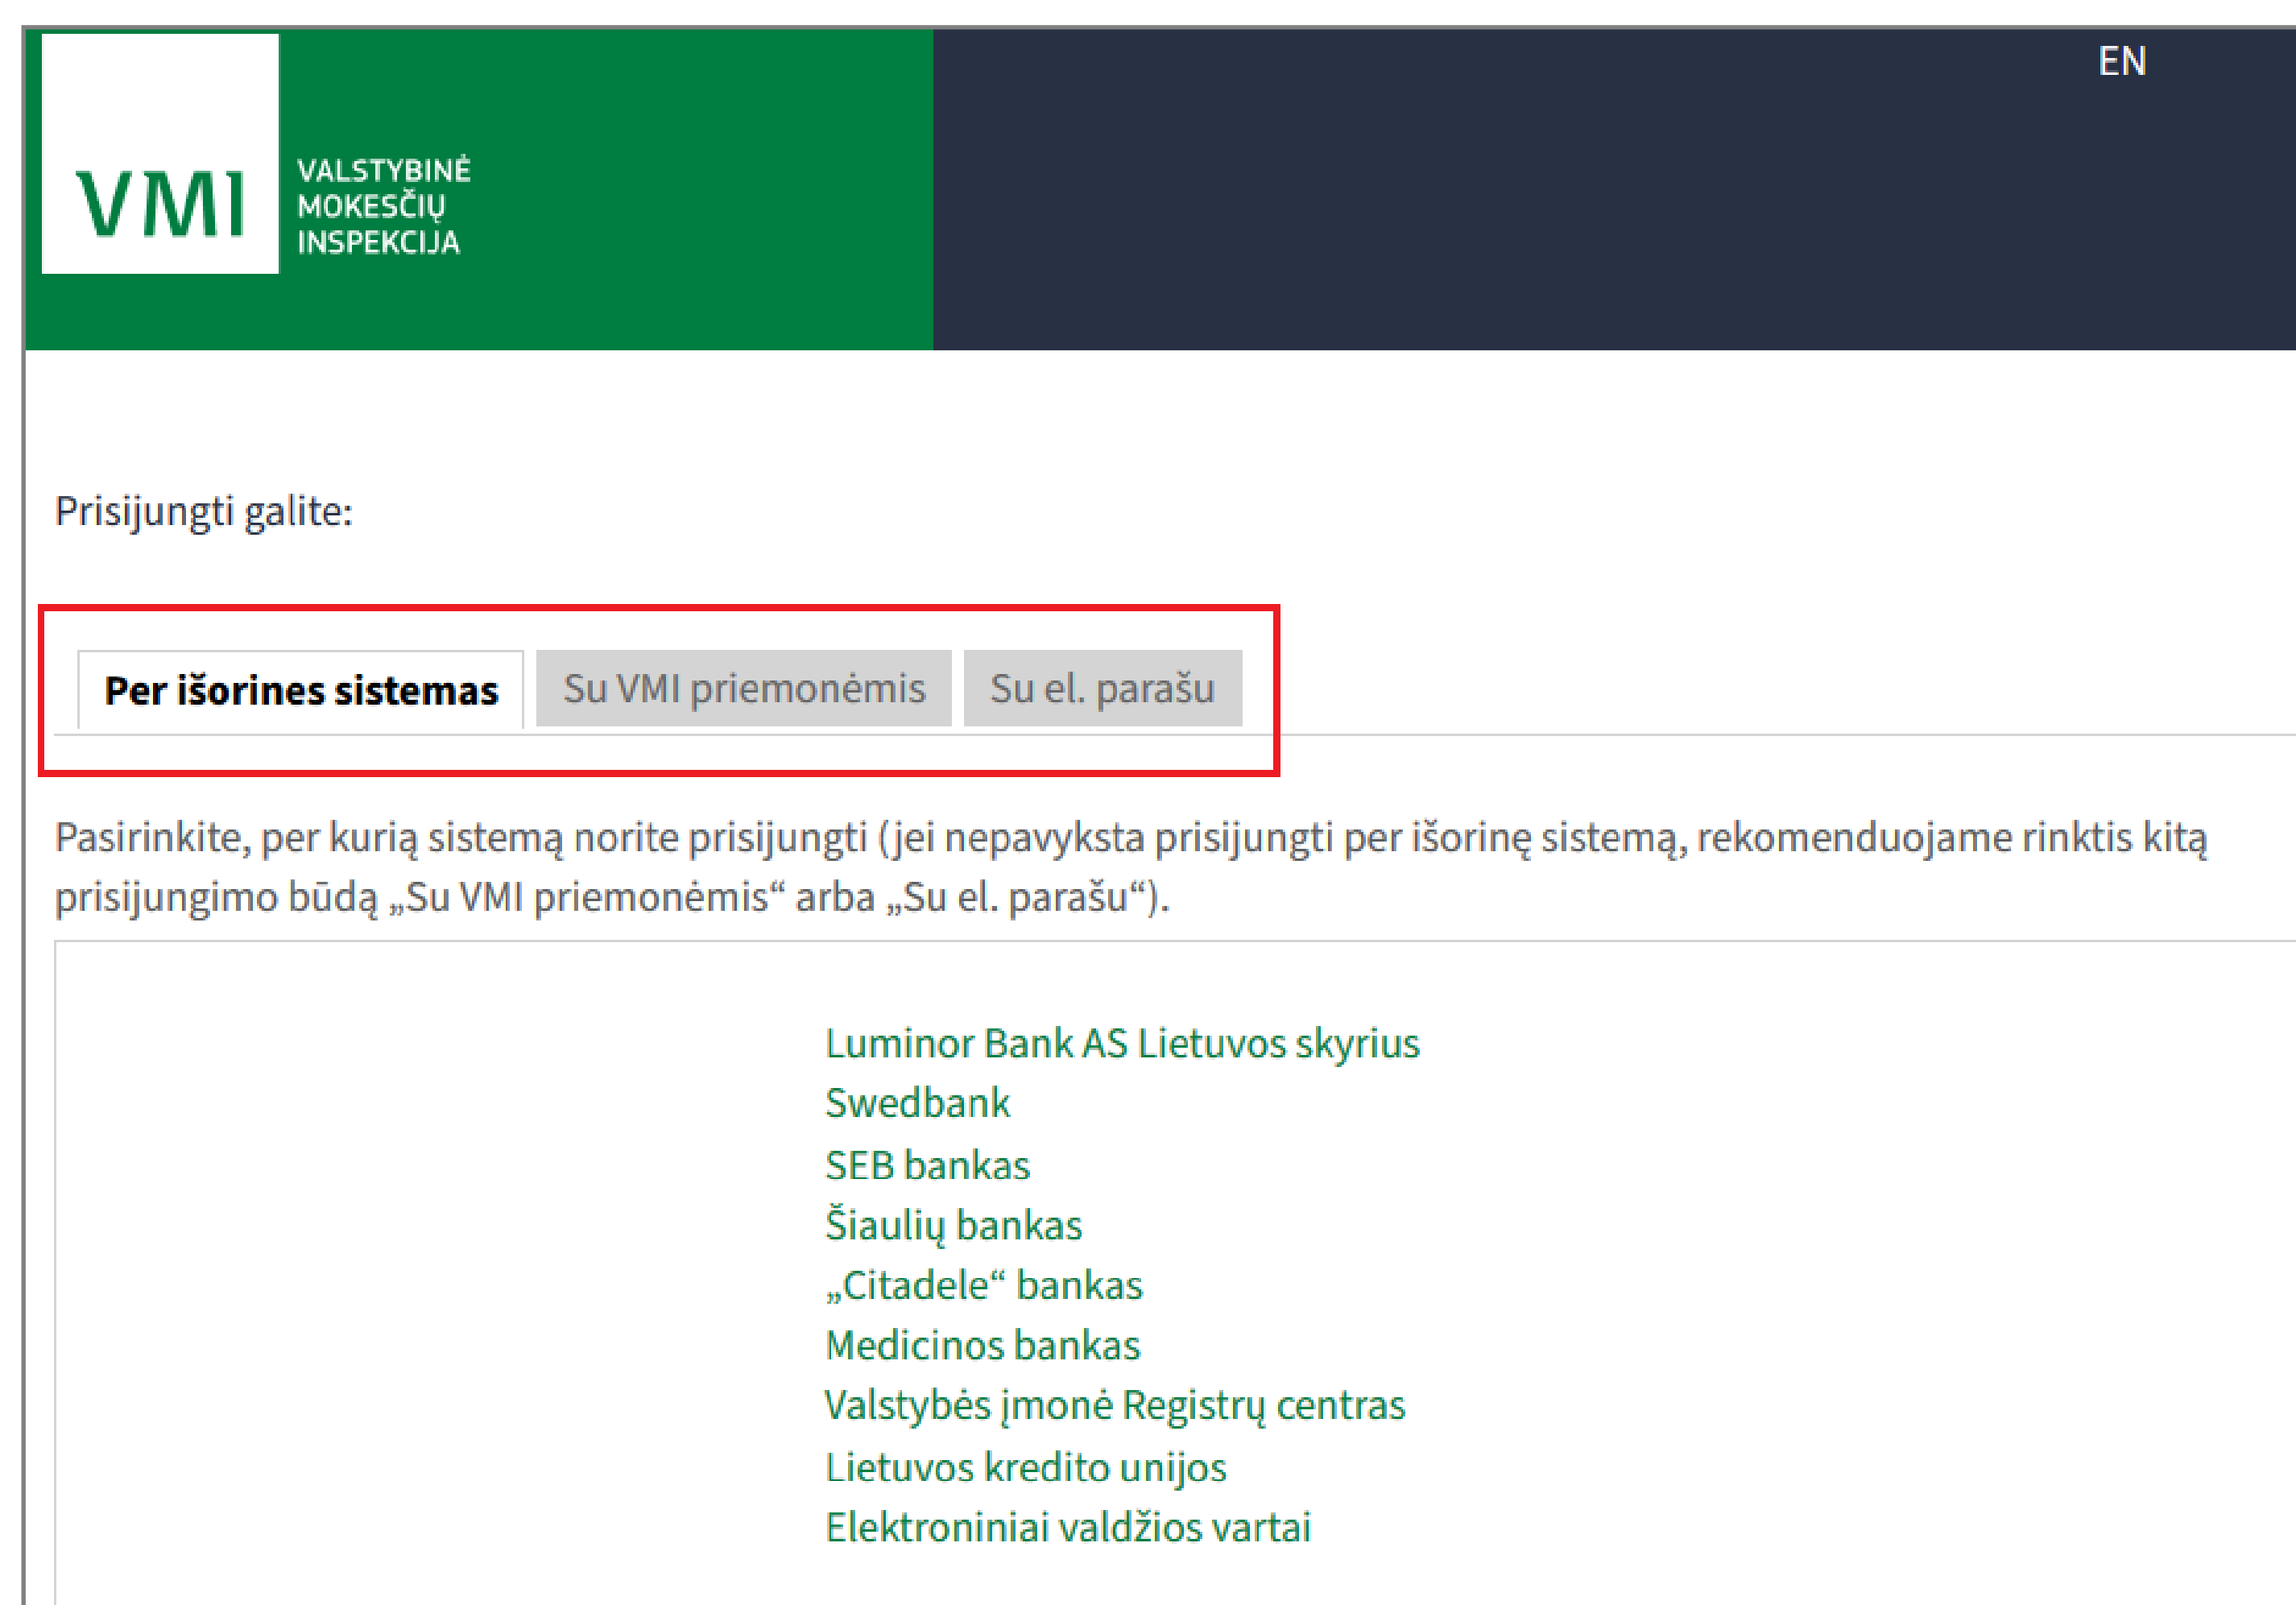 EN
VMI
VALSTYBINĖ
MOKESČIŲ
INSPEKCIJA
Prisijungti galite:
Per išorines sistemas Su VMI priemonėmis Su el. parašu
Pasirinkite, per kurią sistemą norite prisijungti (jei nepavyksta prisijungti per išorinę sistemą, rekomenduojame rinktis kitą
prisijungimo būdą „Su VMI priemonėmis“ arba „Su el. parašu“).
Luminor Bank AS Lietuvos skyrius
Swedbank
SEB bankas
Šiaulių bankas
„Citadele“ bankas
Medicinos bankas
Valstybės įmonė Registrų centras
Lietuvos kredito unijos
Elektroniniai valdžios vartai